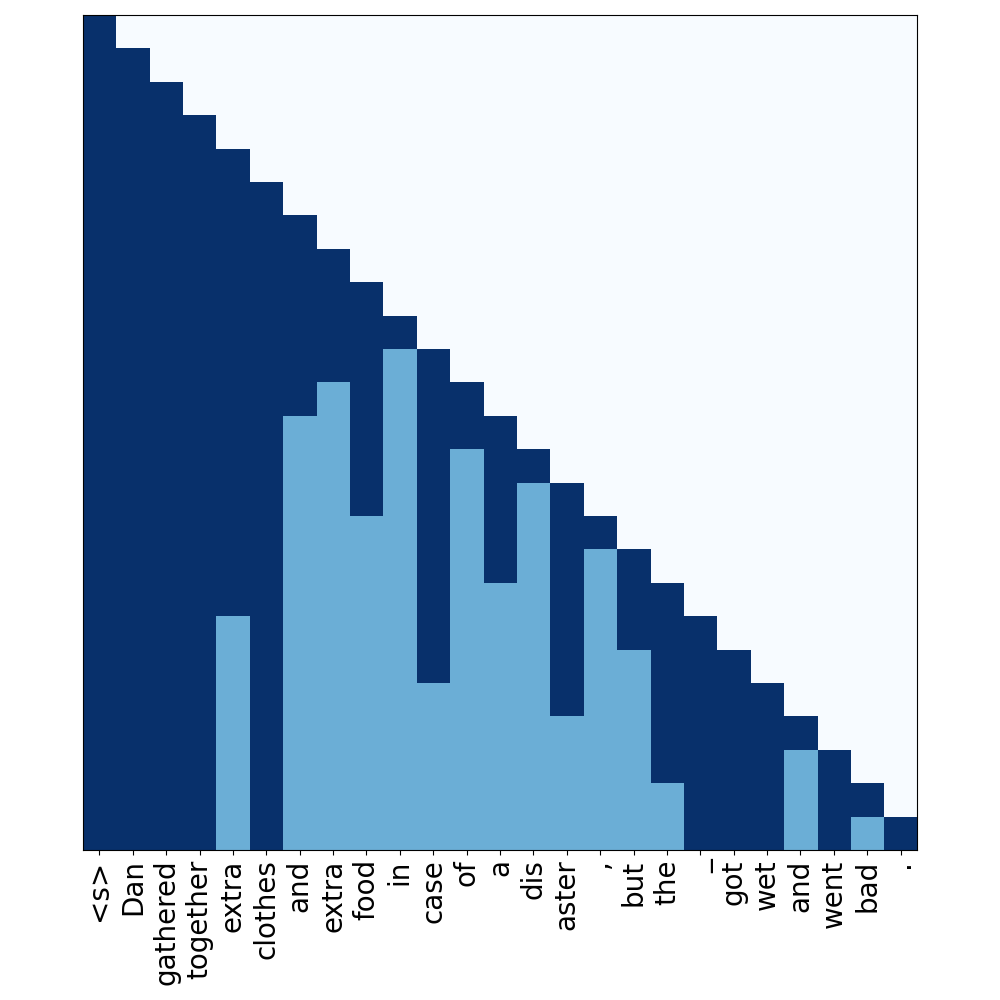 <s> Dan gathered together extra clothes and extra food in case of a dis aster , but the _ got wet and went bad .